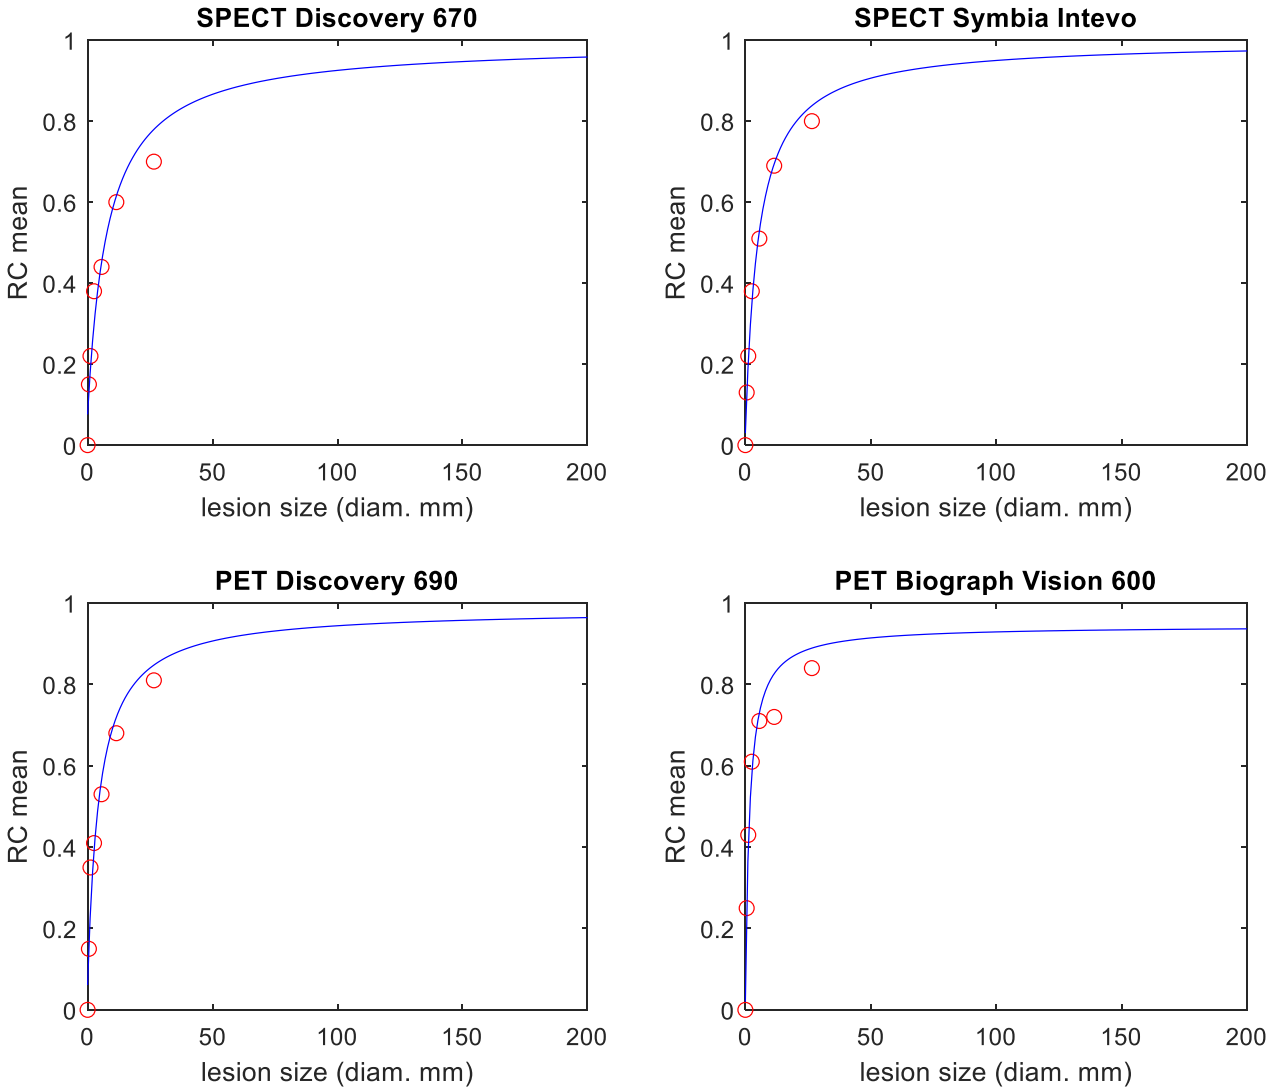 SPECT Discovery 670
1
0.8
0.6
0.4
0.2
0
RC mean
0 50 100 150 200
lesion size (diam. mm)
SPECT Symbia Intevo
1
0.8
0.6
0.4
0.2
0
RC mean
0 50 100 150 200
lesion size (diam. mm)
PET Discovery 690
1
0.8
0.6
0.4
0.2
0
RC mean
0 50 100 150 200
lesion size (diam. mm)
PET Biograph Vision 600
1
0.8
0.6
0.4
0.2
0
RC mean
0 50 100 150 200
lesion size (diam. mm)